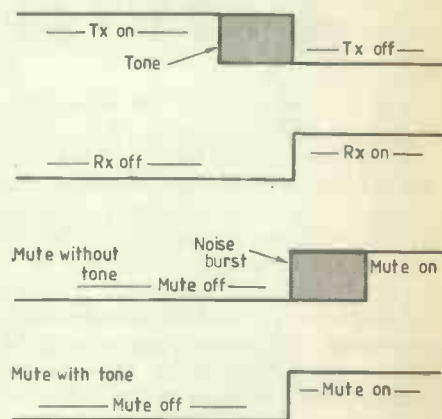 Tx on
Tone
Tx off
Rx off
Rx on
Mute without
tone
Noise
burst
Mute off
Mute on
Mute with tone
Mute off
Mute on